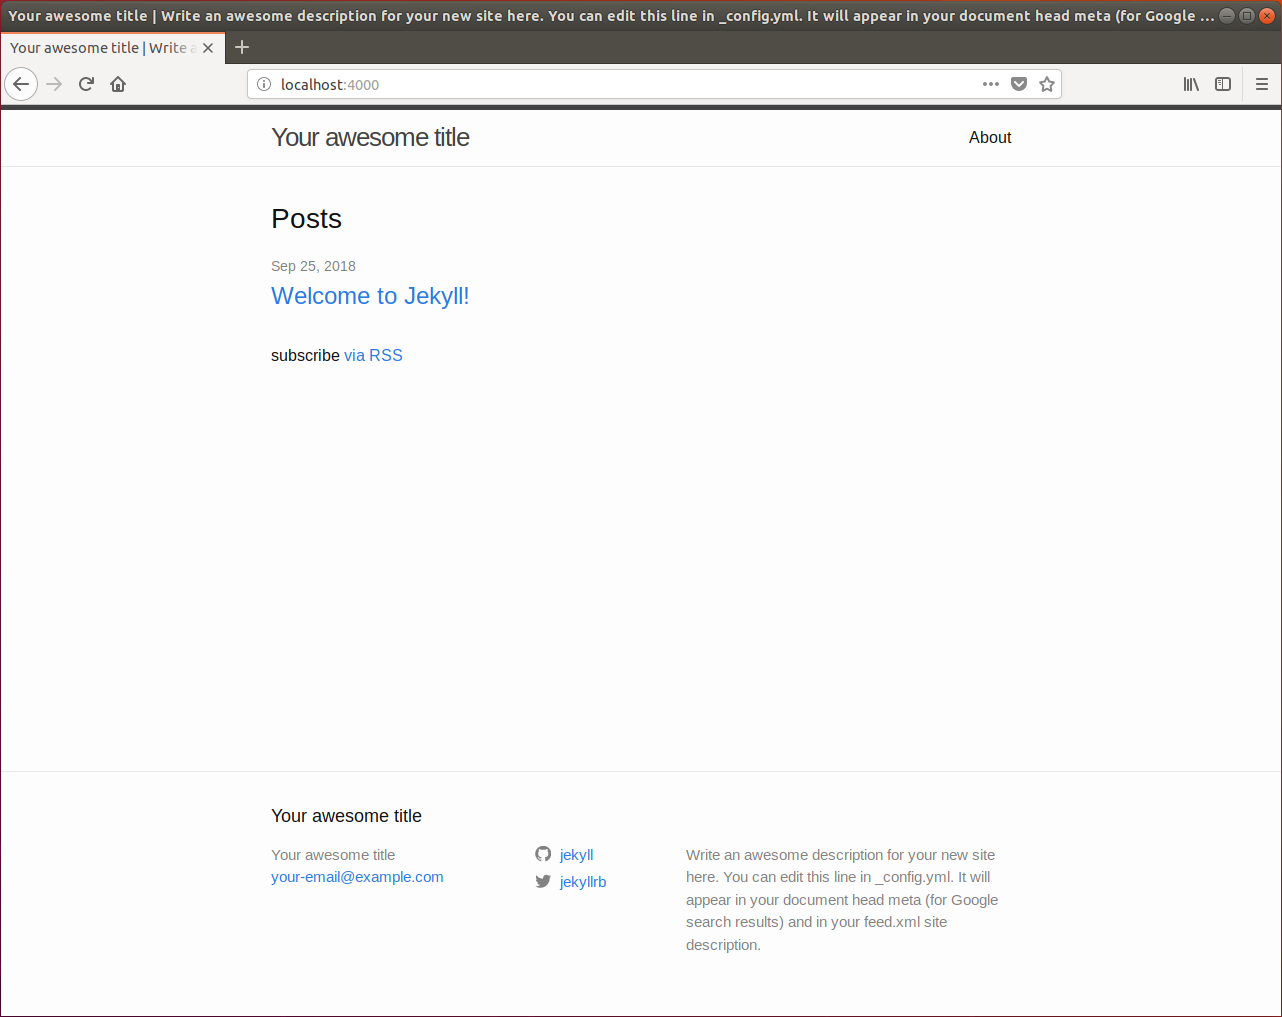 Your awesome title | Write an awesome description for your new site here. You can edit this line in _config.yml. It will appear in your document head meta (for Google ...
Your awesome title | Write a
localhost:4000
Your awesome title
About
Posts
Sep 25, 2018
Welcome to Jekyll!
subscribe via RSS
Your awesome title
Your awesome title
your-email@example.com
jekyll
jekyllrb
Write an awesome description for your new site
here. You can edit this line in _config.yml. It will
appear in your document head meta (for Google
search results) and in your feed.xml site
description.